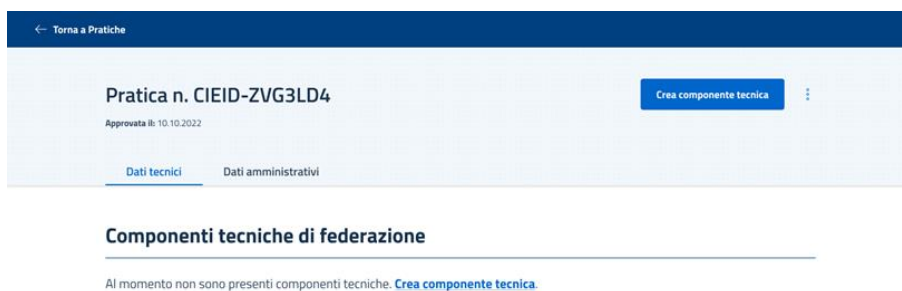 ← Torna a Pratiche
Pratica n. CIEID-ZVG3LD4
Crea componente tecnica
Approvata il: 10.10.2022
Dati tecnici Dati amministrativi
Componenti tecniche di federazione
Al momento non sono presenti componenti tecniche. Crea componente tecnica.